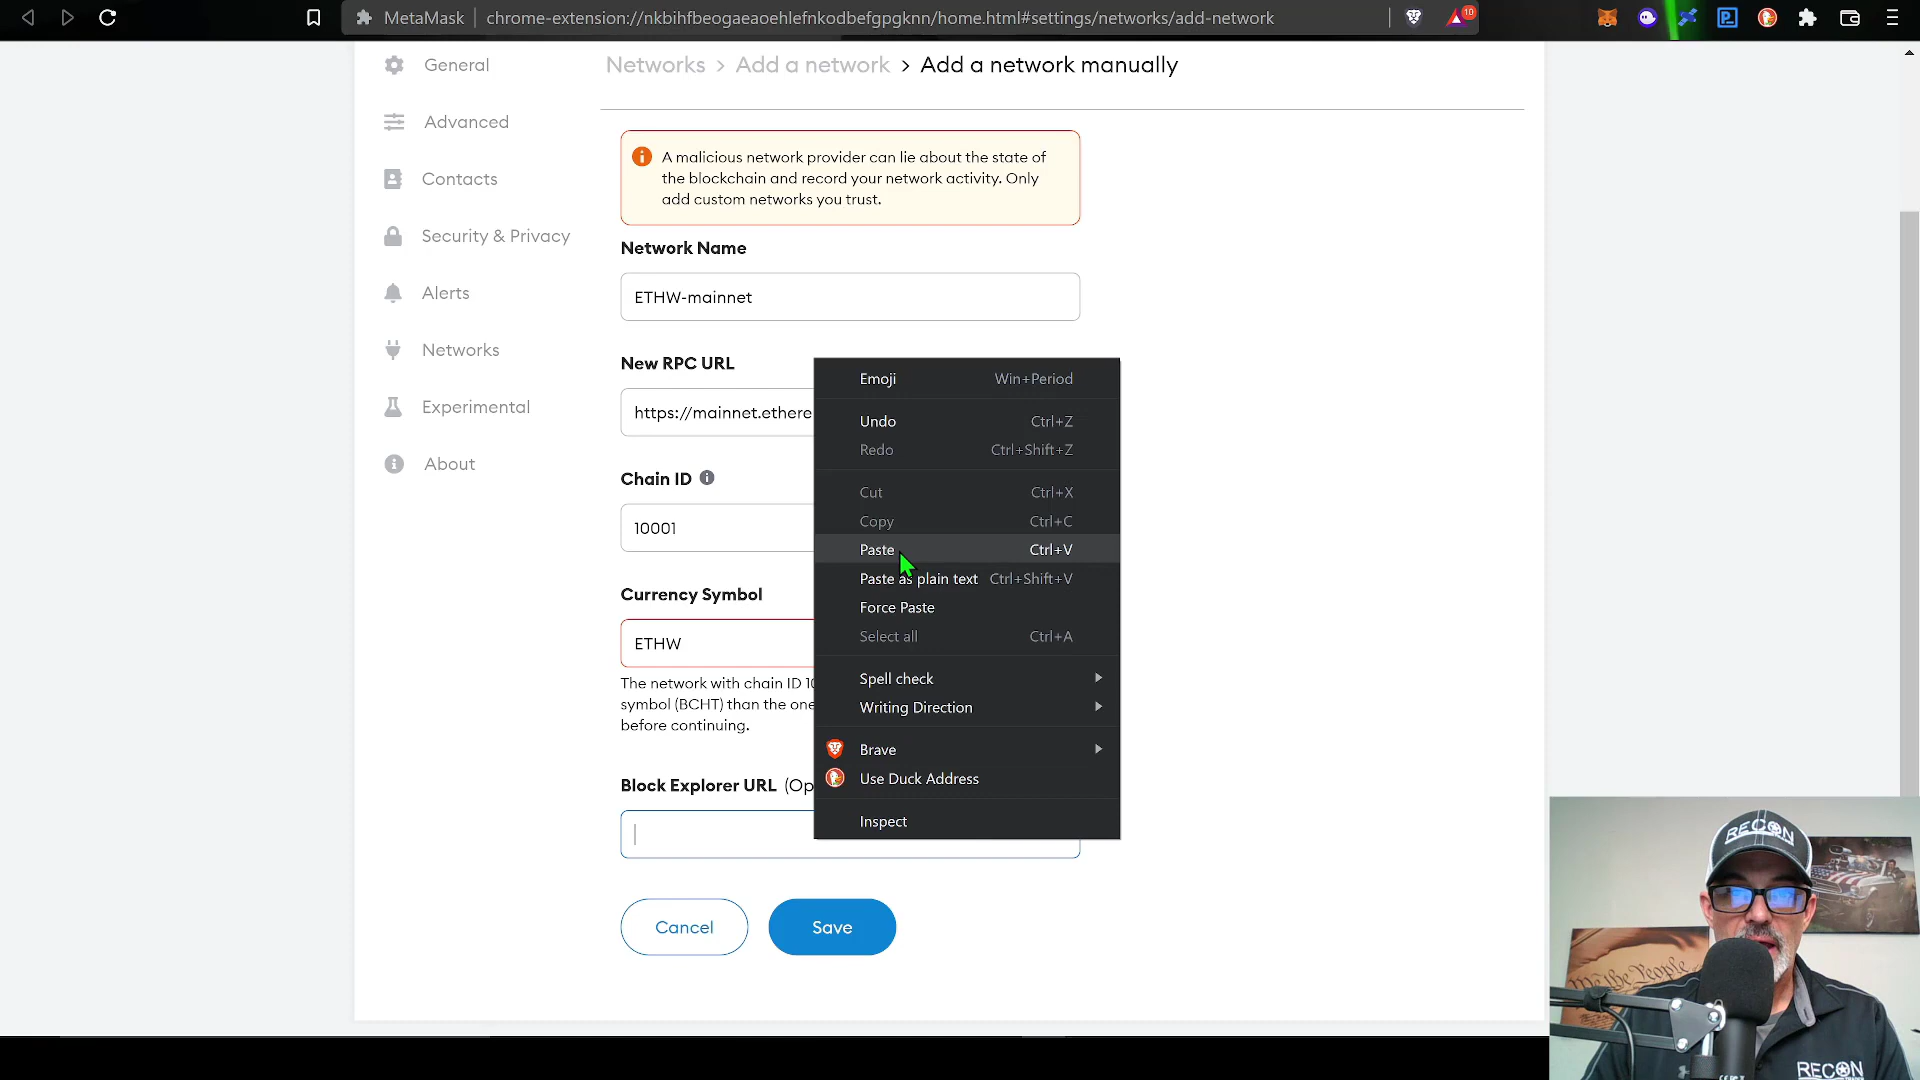 MetaMask
chrome-extension://nkbihfbeogaeaoehlefnkodbefgpgknn/home.html#settings/networks/add-network
10
General
Advanced
Contacts
Security & Privacy
Alerts
Networks
Experimental
About
Networks > Add a network > Add a network manually
A malicious network provider can lie about the state of
the blockchain and record your network activity. Only
add custom networks you trust.
Network Name
ETHW-mainnet
New RPC URL
https://mainnet.ethere
Chain ID
10001
Currency Symbol
ETHW
The network with chain ID 10
symbol (BCHT) than the one
before continuing.
Block Explorer URL (Op
Cancel
Save
Emoji Win+Period
Undo Ctrl+Z
Redo Ctrl+Shift+Z
Cut Ctrl+X
Copy Ctrl+C
Paste Ctrl+V
Paste as plain text Ctrl+Shift+V
Force Paste
Select all Ctrl+A
Spell check
Writing Direction
Brave
Use Duck Address
Inspect
RECON
We the People
RECON